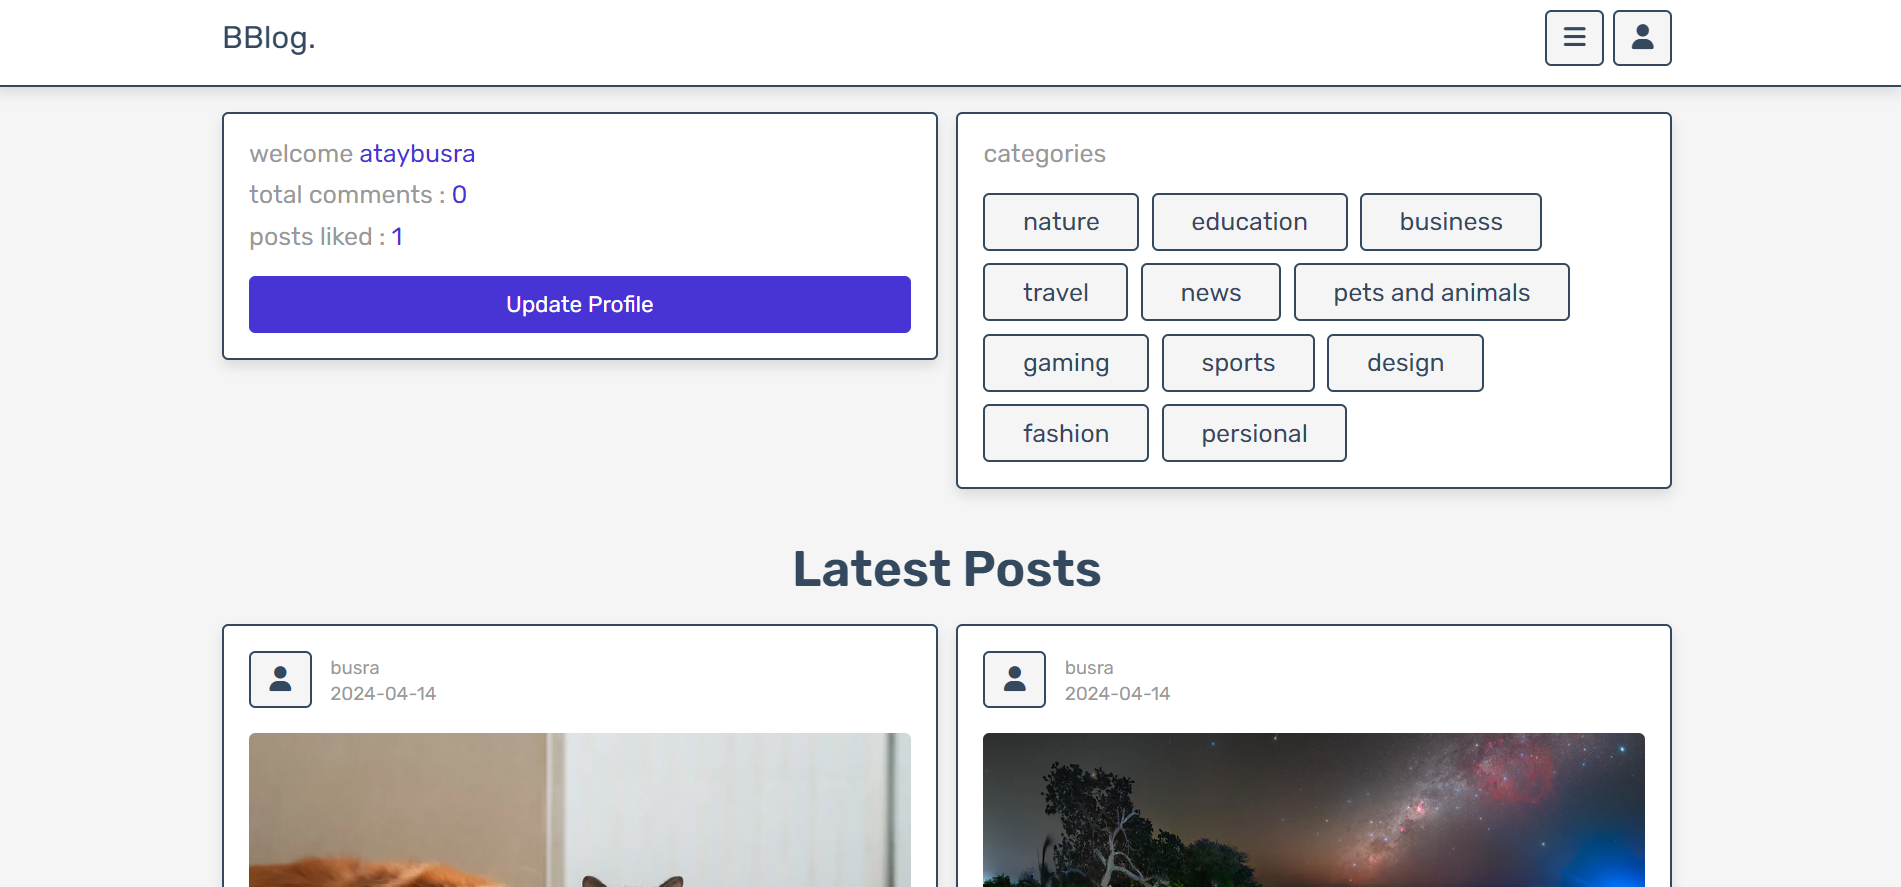 BBlog.
welcome ataybusra
total comments : 0
posts liked : 1
Update Profile
categories
nature education business
travel news pets and animals
gaming sports design
fashion persional
Latest Posts
busra
2024-04-14
busra
2024-04-14